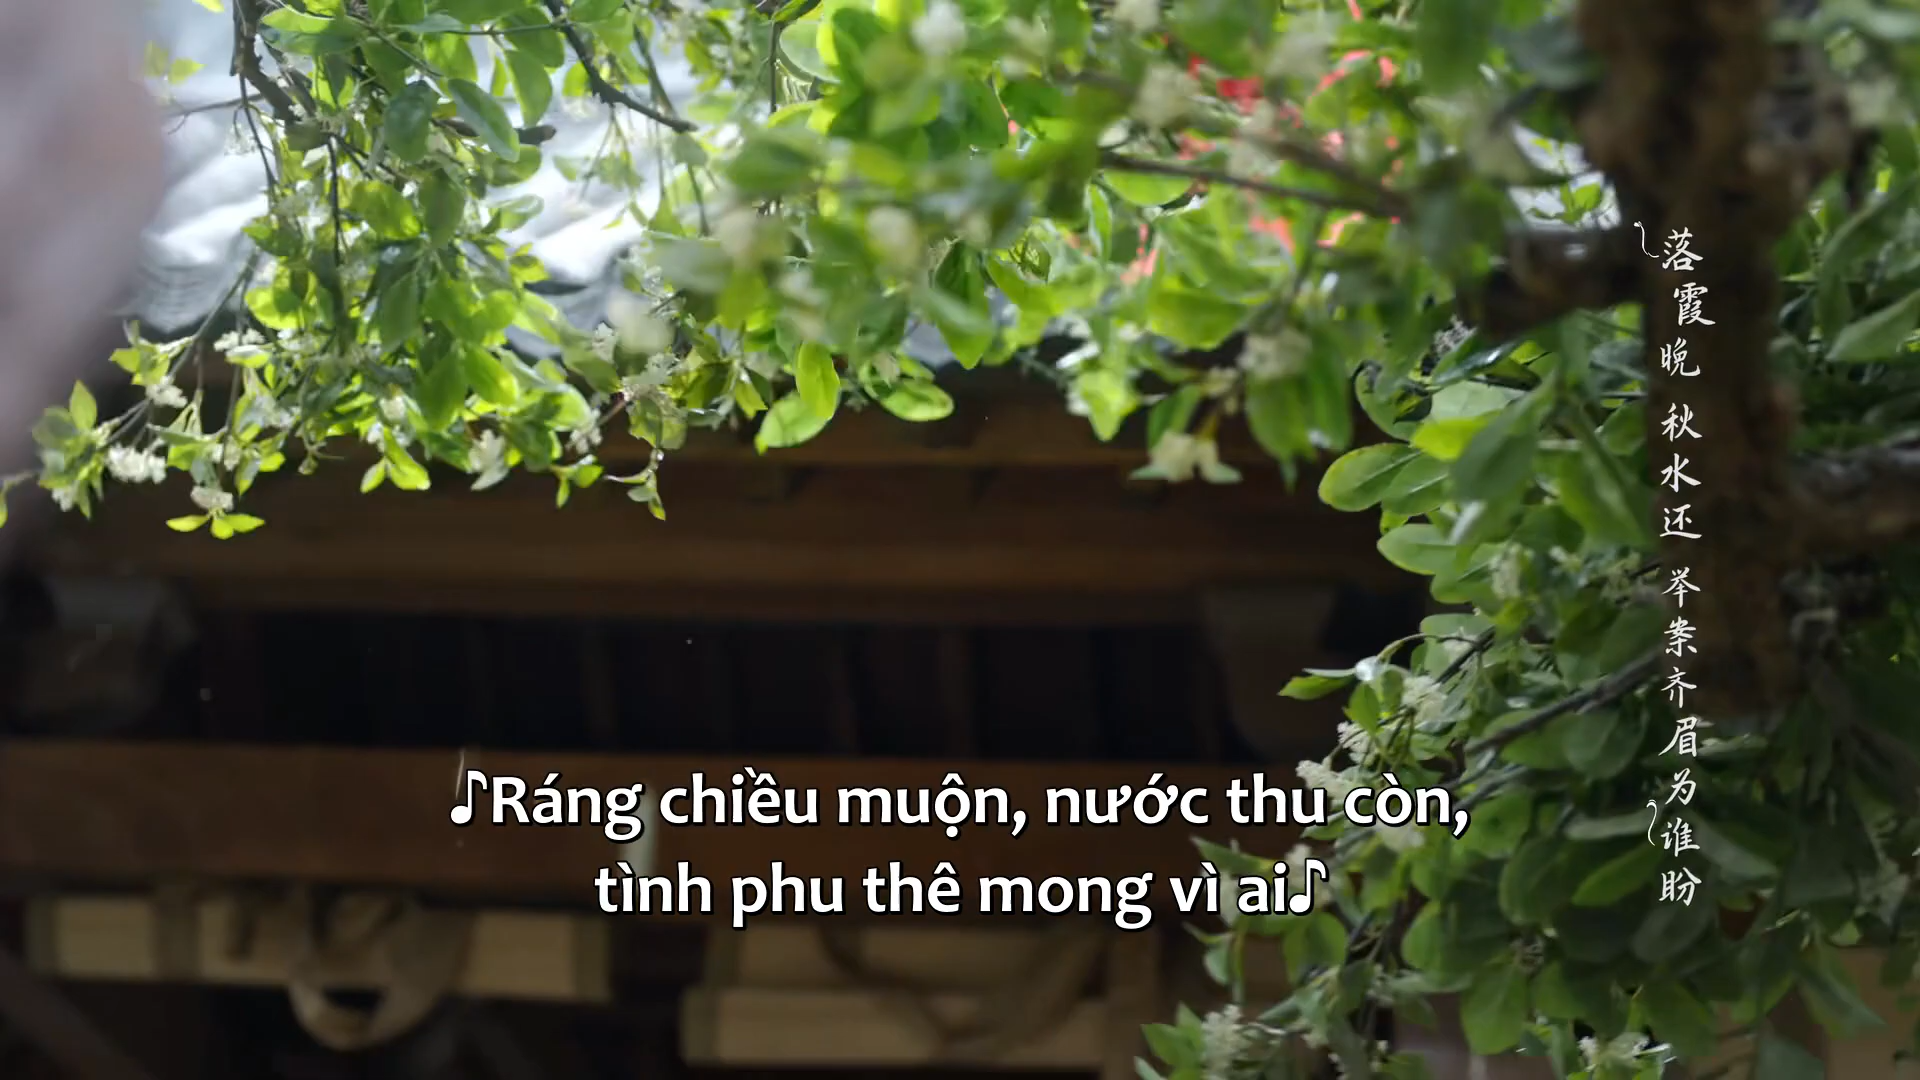 落霞晚 秋水还 举案齐眉为谁盼
♪Ráng chiều muộn, nước thu còn,
tình phu thê mong vì ai♪